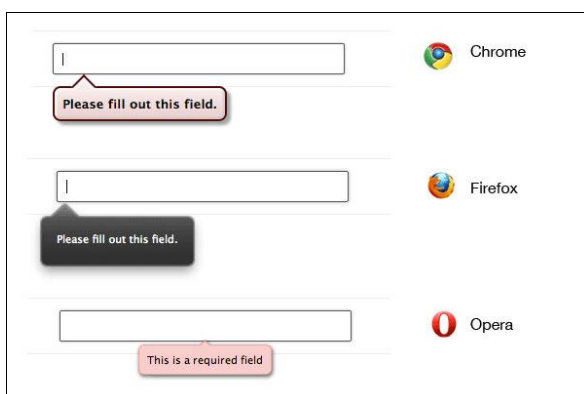 Chrome
Please fill out this field.
Firefox
Please fill out this field.
Opera
This is a required field